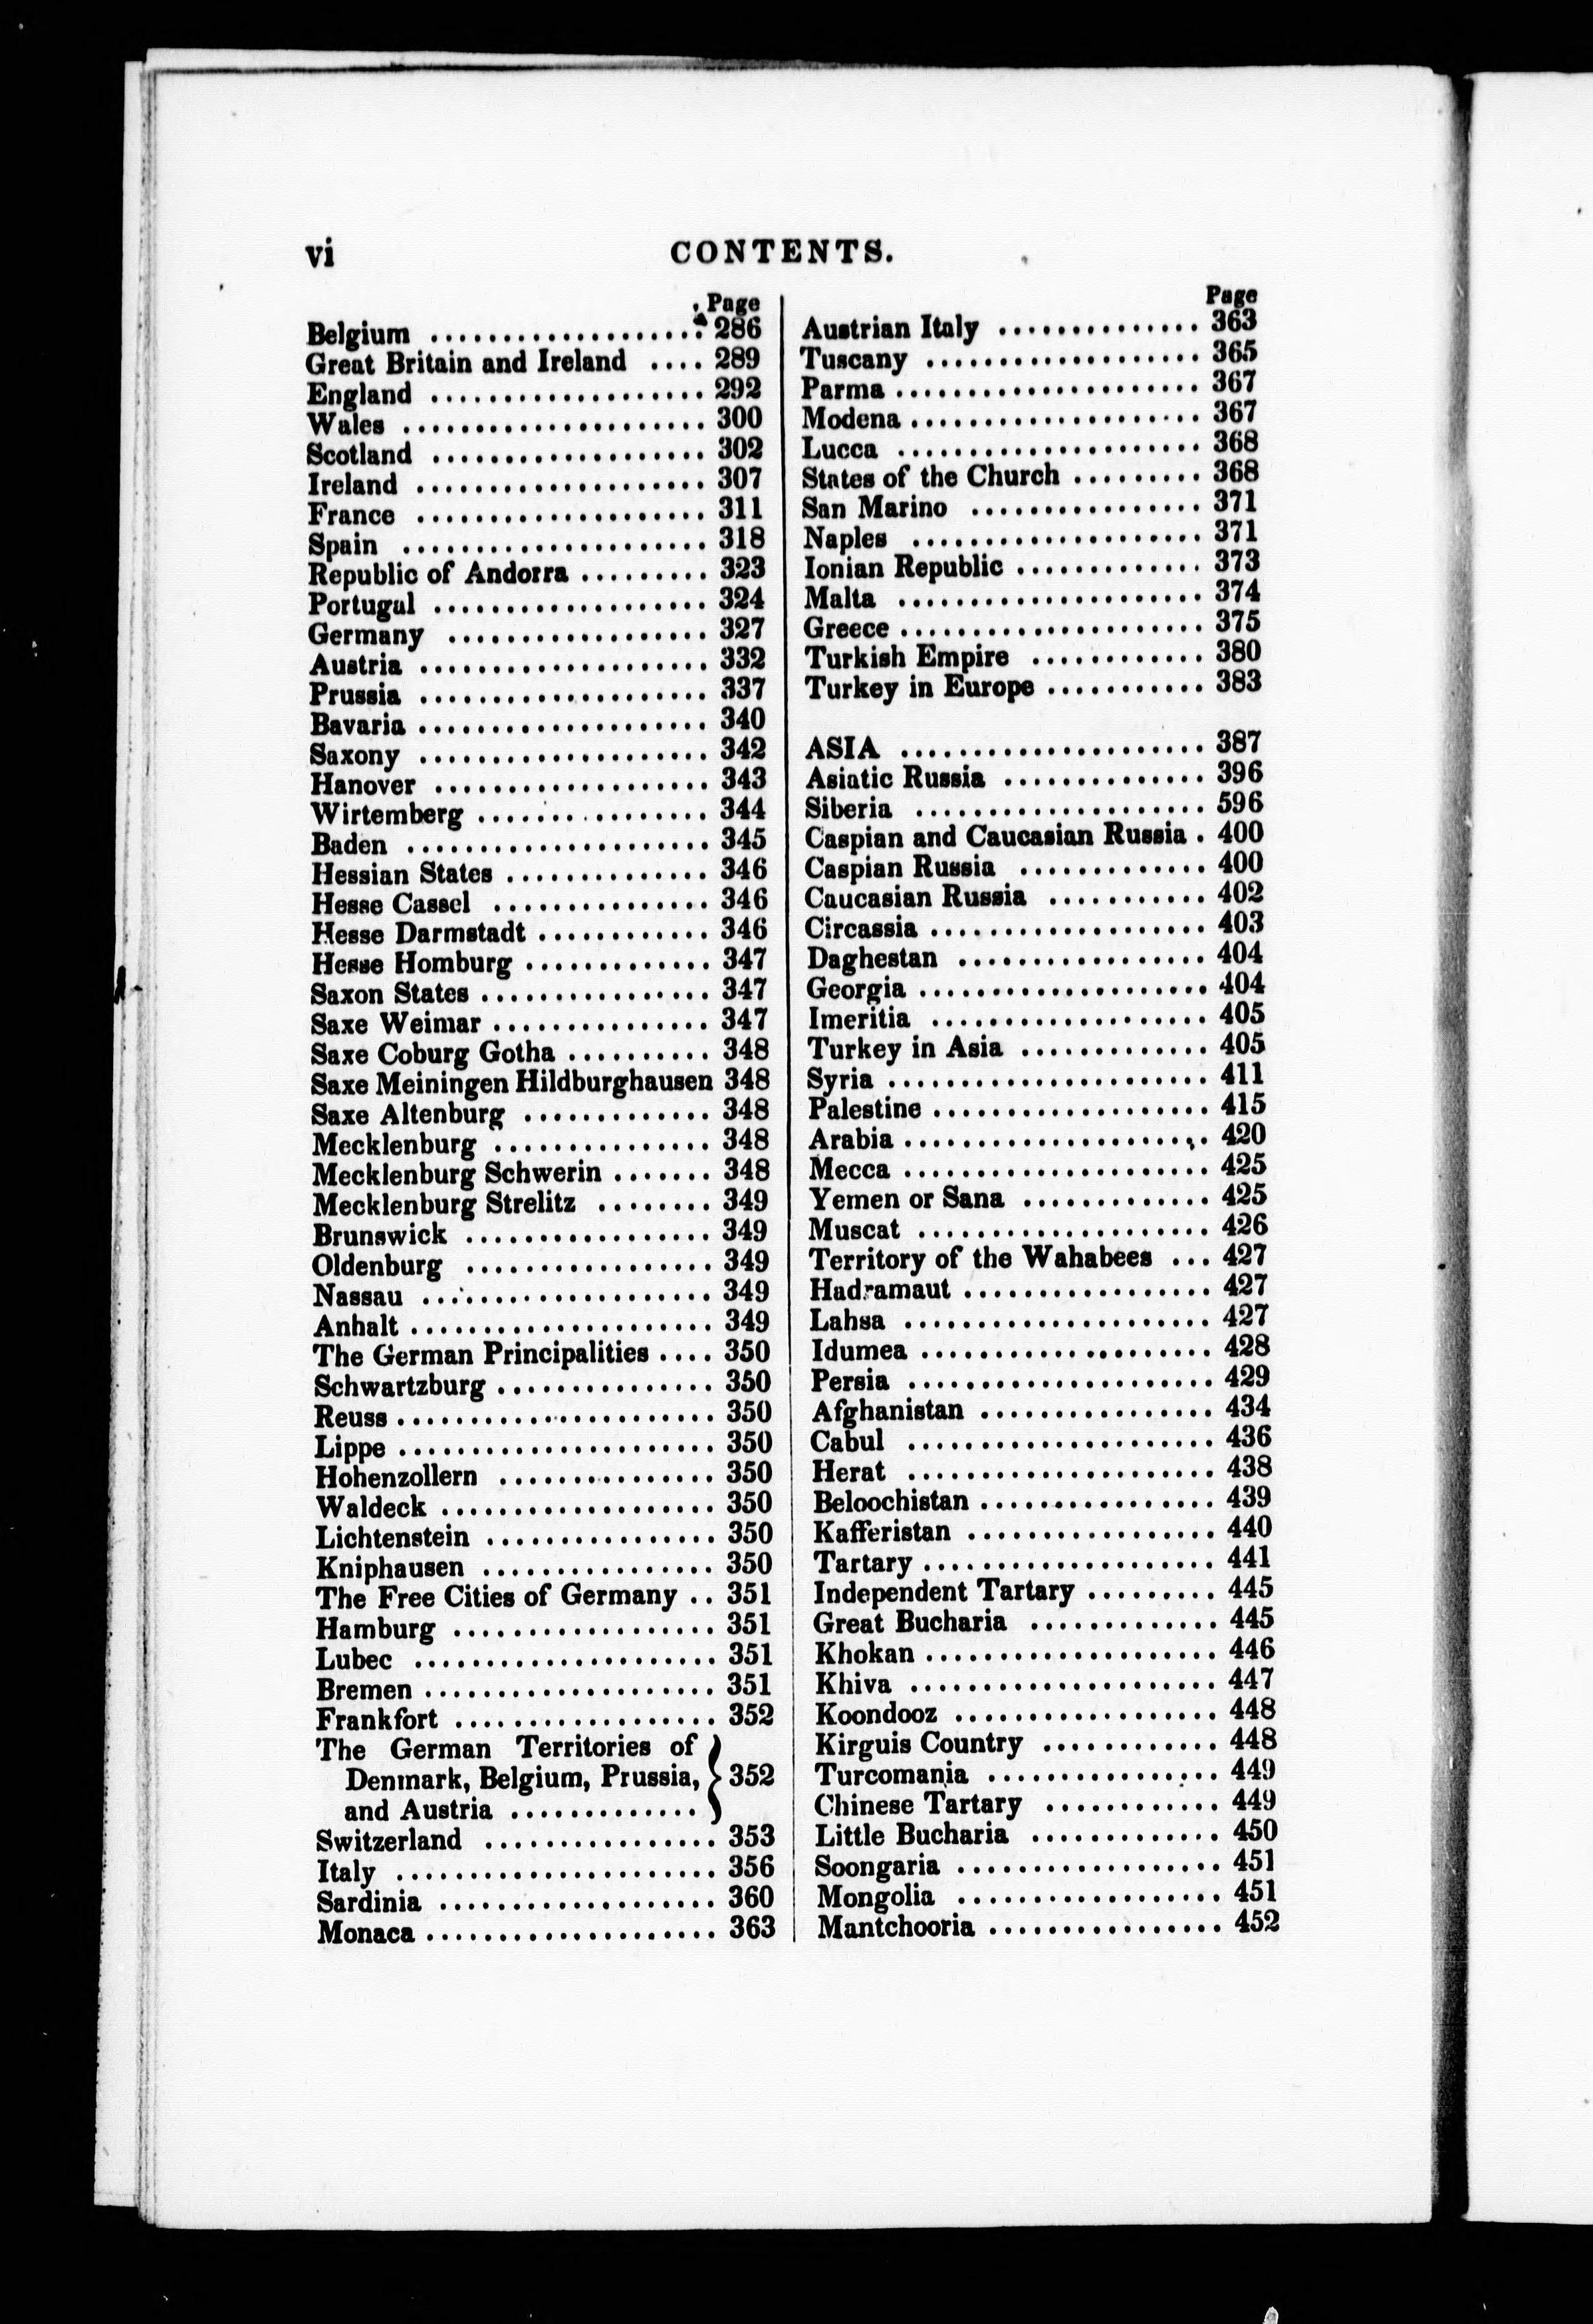 vi
CONTENTS.
Page
Belgium ................... 286
Great Britain and Ireland .... 289
England ................... 292
Wales ..................... 300
Scotland ................... 302
Ireland .................... 307
France .................... 311
Spain ..................... 318
Republic of Andorra ......... 323
Portugal ................... 324
Germany .................. 327
Austria .................... 332
Prussia .................... 337
Bavaria .................... 340
Saxony .................... 342
Hanover ................... 343
Wirtemberg ................ 344
Baden ..................... 345
Hessian States .............. 346
Hesse Cassel ............... 346
Hesse Darmstadt ............ 346
Hesse Homburg ............. 347
Saxon States ................ 347
Saxe Weimar ............... 347
Saxe Coburg Gotha .......... 348
Saxe Meiningen Hildburghausen 348
Saxe Altenburg ............. 348
Mecklenburg ............... 348
Mecklenburg Schwerin ....... 348
Mecklenburg Strelitz ........ 349
Brunswick ................. 349
Oldenburg ................. 349
Nassau .................... 349
Anhalt ..................... 349
The German Principalities .... 350
Schwartzburg ............... 350
Reuss ...................... 350
Lippe ...................... 350
Hohenzollern ............... 350
Waldeck ................... 350
Lichtenstein ................ 350
Kniphausen ................ 350
The Free Cities of Germany .. 351
Hamburg .................. 351
Lubec ..................... 351
Bremen .................... 351
Frankfort .................. 352
The German Territories of
Denmark, Belgium, Prussia, } 352
and Austria .............
Switzerland ................ 353
Italy ...................... 356
Sardinia ................... 360
Monaca .................... 363
Page
Austrian Italy .............. 363
Tuscany ................... 365
Parma ..................... 367
Modena .................... 367
Lucca ..................... 368
States of the Church ......... 368
San Marino ................ 371
Naples .................... 371
Ionian Republic ............. 373
Malta ..................... 374
Greece ..................... 375
Turkish Empire ............ 380
Turkey in Europe ........... 383
ASIA ..................... 387
Asiatic Russia .............. 396
Siberia .................... 596
Caspian and Caucasian Russia . 400
Caspian Russia ............. 400
Caucasian Russia ........... 402
Circassia ................... 403
Daghestan ................. 404
Georgia .................... 404
Imeritia ................... 405
Turkey in Asia ............. 405
Syria ...................... 411
Palestine ................... 415
Arabia ..................... 420
Mecca ..................... 425
Yemen or Sana ............. 425
Muscat .................... 426
Territory of the Wahabees ... 427
Hadramaut ................. 427
Lahsa ..................... 427
Idumea .................... 428
Persia ..................... 429
Afghanistan ................ 434
Cabul ..................... 436
Herat ..................... 438
Beloochistan ................ 439
Kafferistan ................. 440
Tartary .................... 441
Independent Tartary ......... 445
Great Bucharia ............. 445
Khokan .................... 446
Khiva ..................... 447
Koondooz .................. 448
Kirguis Country ............ 448
Turcomania ................ 449
Chinese Tartary ............ 449
Little Bucharia ............. 450
Soongaria .................. 451
Mongolia .................. 451
Mantchooria ................ 452